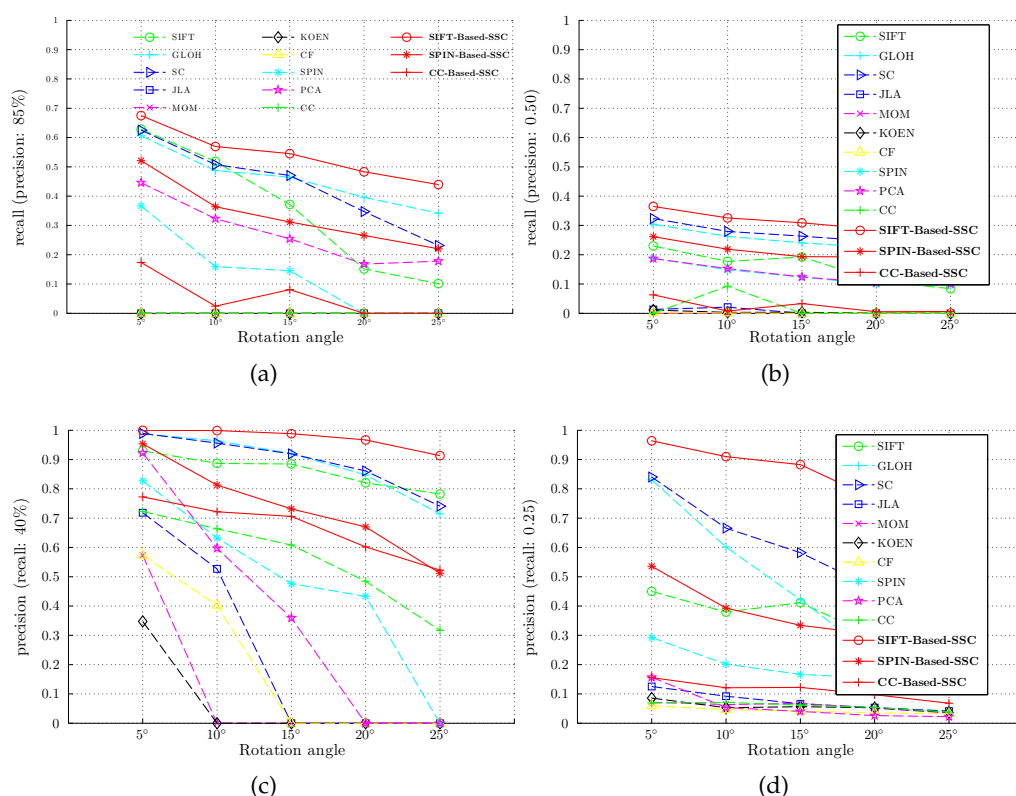 1
0.9
0.8
0.7
0.6
0.5
0.4
0.3
0.2
0.1
0
recall (precision: 85%)
SIFT
GLOH
SC
JLA
MOM
KOEN
CF
SPIN
PCA
CC
SIFT-Based-SSC
SPIN-Based-SSC
CC-Based-SSC
5° 10° 15° 20° 25°
Rotation angle
(a)
1
0.9
0.8
0.7
0.6
0.5
0.4
0.3
0.2
0.1
0
recall (precision: 0.50)
SIFT
GLOH
SC
JLA
MOM
KOEN
CF
SPIN
PCA
CC
SIFT-Based-SSC
SPIN-Based-SSC
CC-Based-SSC
5° 10° 15° 20° 25°
Rotation angle
(b)
1
0.9
0.8
0.7
0.6
0.5
0.4
0.3
0.2
0.1
0
precision (recall: 40%)
5° 10° 15° 20° 25°
Rotation angle
(c)
1
0.9
0.8
0.7
0.6
0.5
0.4
0.3
0.2
0.1
0
precision (recall: 0.25)
SIFT
GLOH
SC
JLA
MOM
KOEN
CF
SPIN
PCA
CC
SIFT-Based-SSC
SPIN-Based-SSC
CC-Based-SSC
5° 10° 15° 20° 25°
Rotation angle
(d)